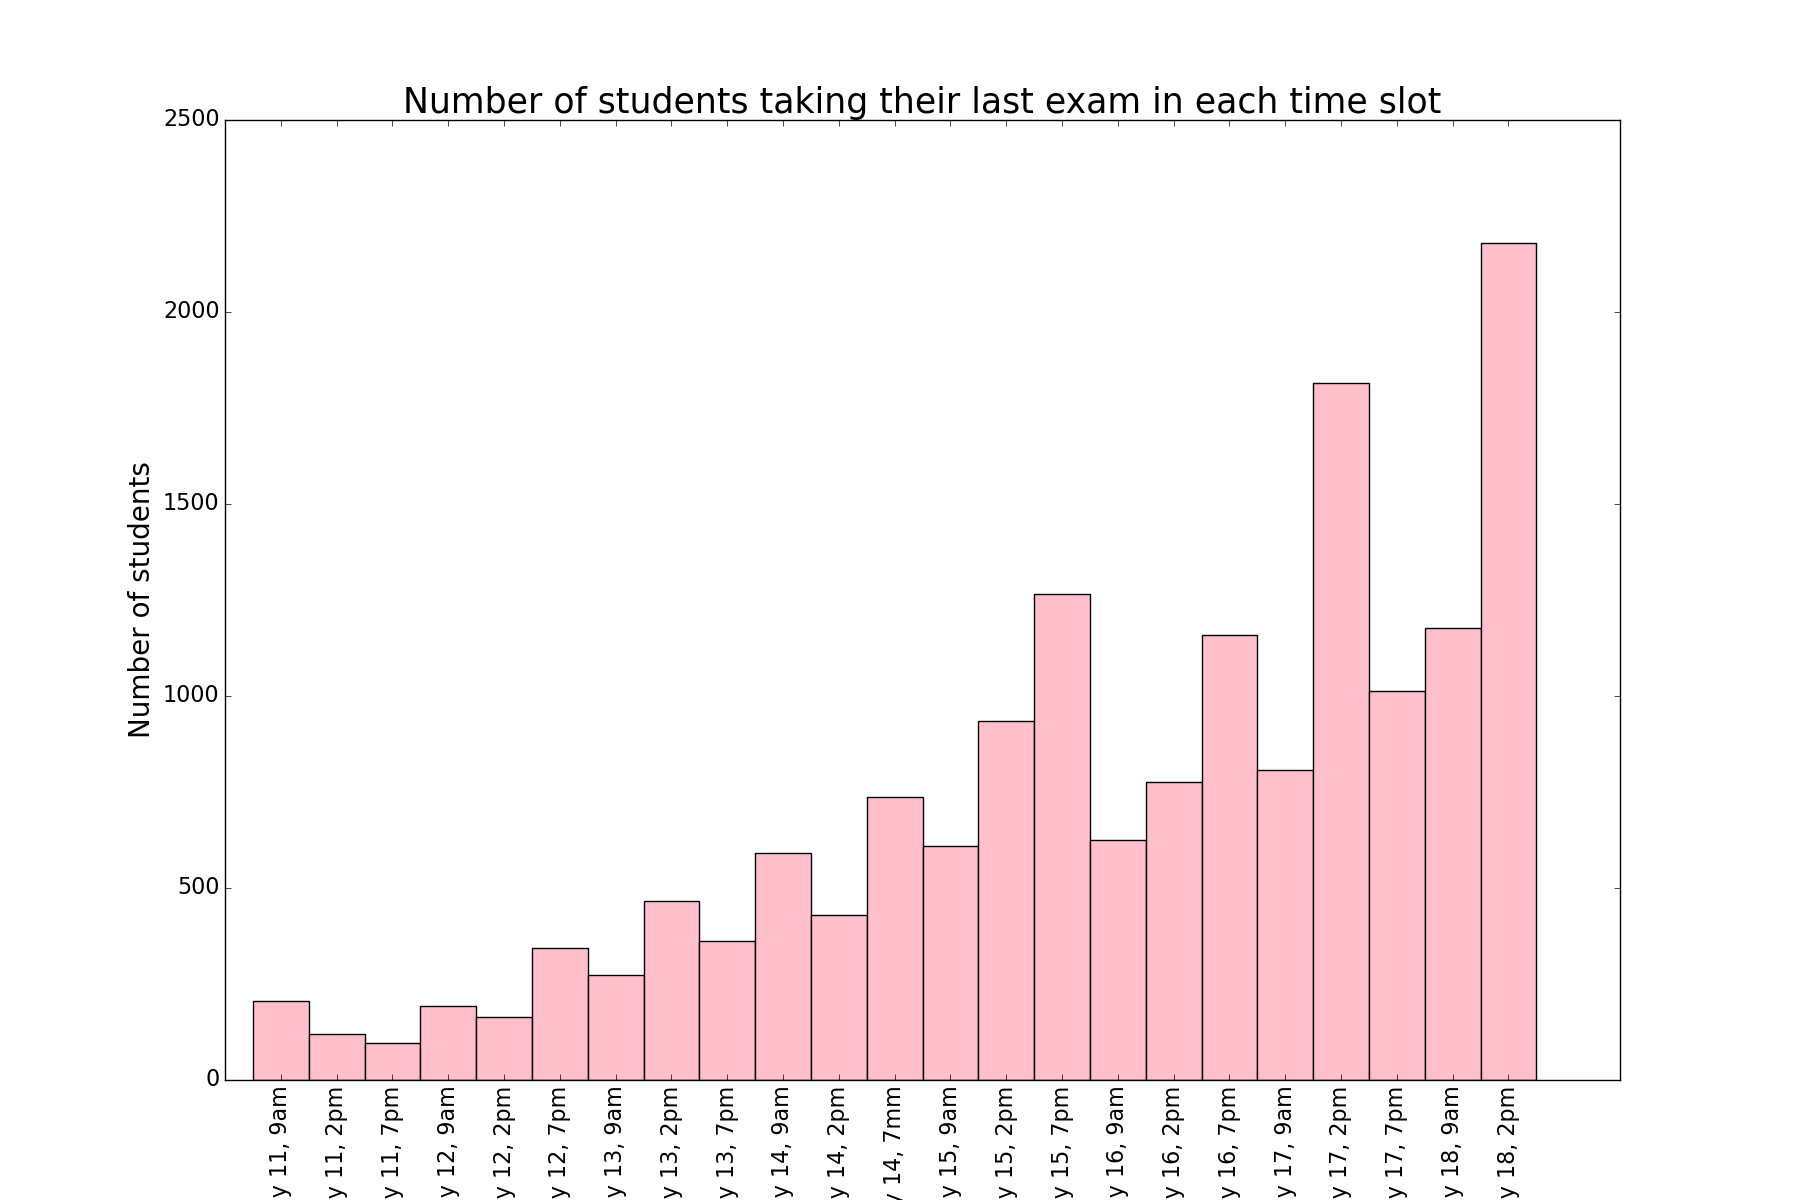 Number of students taking their last exam in each time slot
Number of students
2500
2000
1500
1000
500
0
y 11, 9am
y 11, 2pm
y 11, 7pm
y 12, 9am
y 12, 2pm
y 12, 7pm
y 13, 9am
y 13, 2pm
y 13, 7pm
y 14, 9am
y 14, 2pm
y 14, 7mm
y 15, 9am
y 15, 2pm
y 15, 7pm
y 16, 9am
y 16, 2pm
y 16, 7pm
y 17, 9am
y 17, 2pm
y 17, 7pm
y 18, 9am
y 18, 2pm